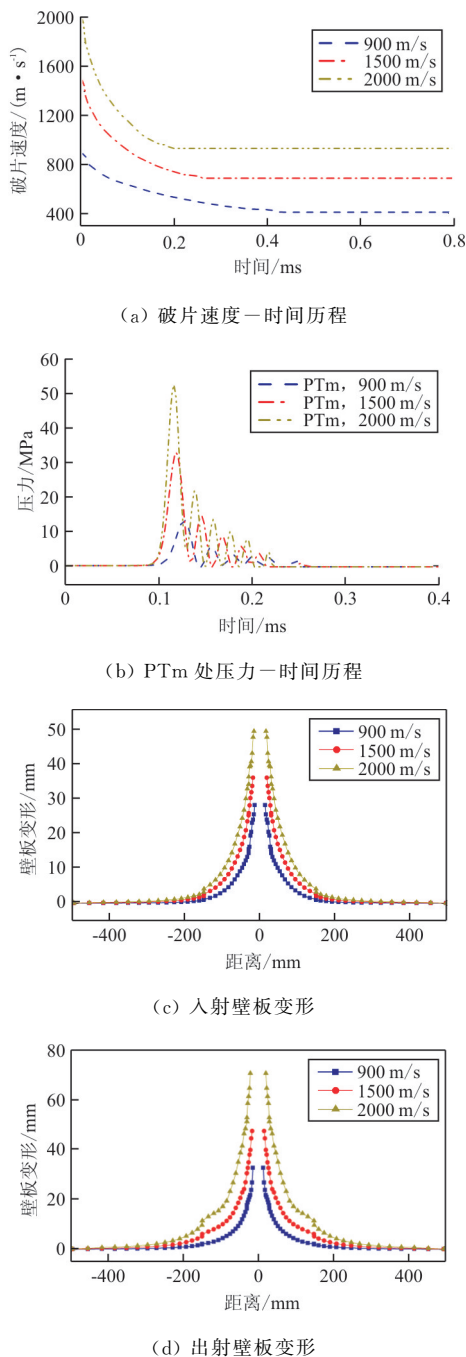 2000
1600
1200
800
400
破片速度/(m·s⁻¹)
900 m/s
1500 m/s
2000 m/s
0
0.2
0.4
0.6
0.8
时间/ms
(a) 破片速度－时间历程
60
50
40
30
20
10
0
压力/MPa
PTm, 900 m/s
PTm, 1500 m/s
PTm, 2000 m/s
0
0.1
0.2
0.3
0.4
时间/ms
(b) PTm 处压力－时间历程
50
40
30
20
10
0
壁板变形/mm
900 m/s
1500 m/s
2000 m/s
-400
-200
0
200
400
距离/mm
(c) 入射壁板变形
80
60
40
20
0
壁板变形/mm
900 m/s
1500 m/s
2000 m/s
-400
-200
0
200
400
距离/mm
(d) 出射壁板变形